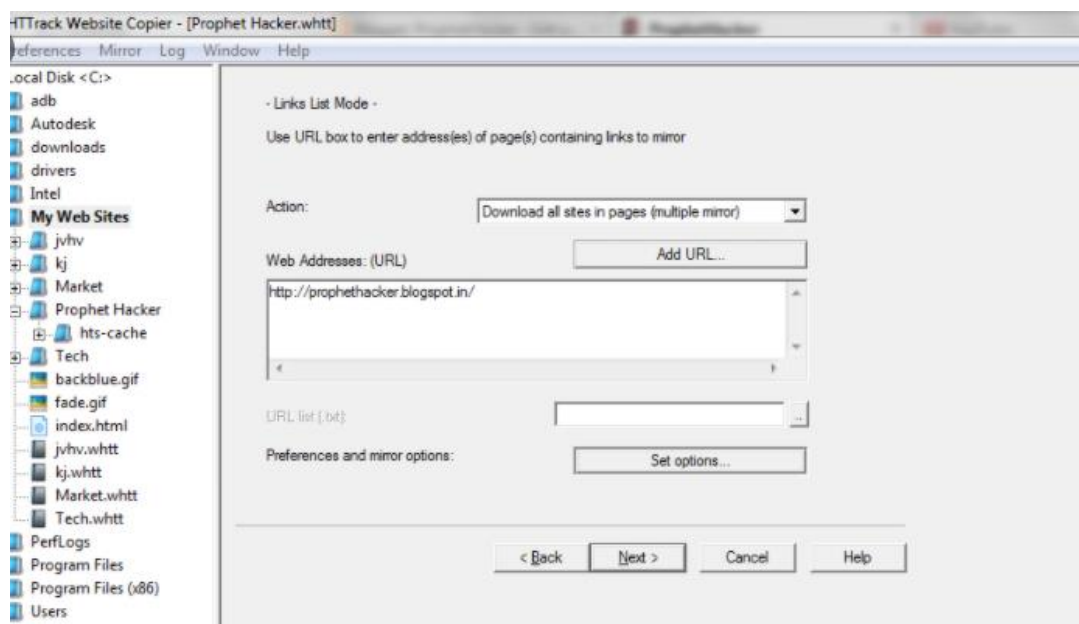 HTTrack Website Copier - [Prophet Hacker.whtt]
references Mirror Log Window Help
ocal Disk <C:>
adb
Autodesk
downloads
drivers
Intel
My Web Sites
jvhv
kj
Market
Prophet Hacker
hts-cache
Tech
backblue.gif
fade.gif
index.html
jvhv.whtt
kj.whtt
Market.whtt
Tech.whtt
PerfLogs
Program Files
Program Files (x86)
Users
- Links List Mode -
Use URL box to enter address(es) of page(s) containing links to mirror
Action:
Download all sites in pages (multiple mirror)
Web Addresses: (URL)
Add URL...
http://prophethacker.blogspot.in/
URL list (.txt):
..
Preferences and mirror options:
Set options...
< Back
Next >
Cancel
Help